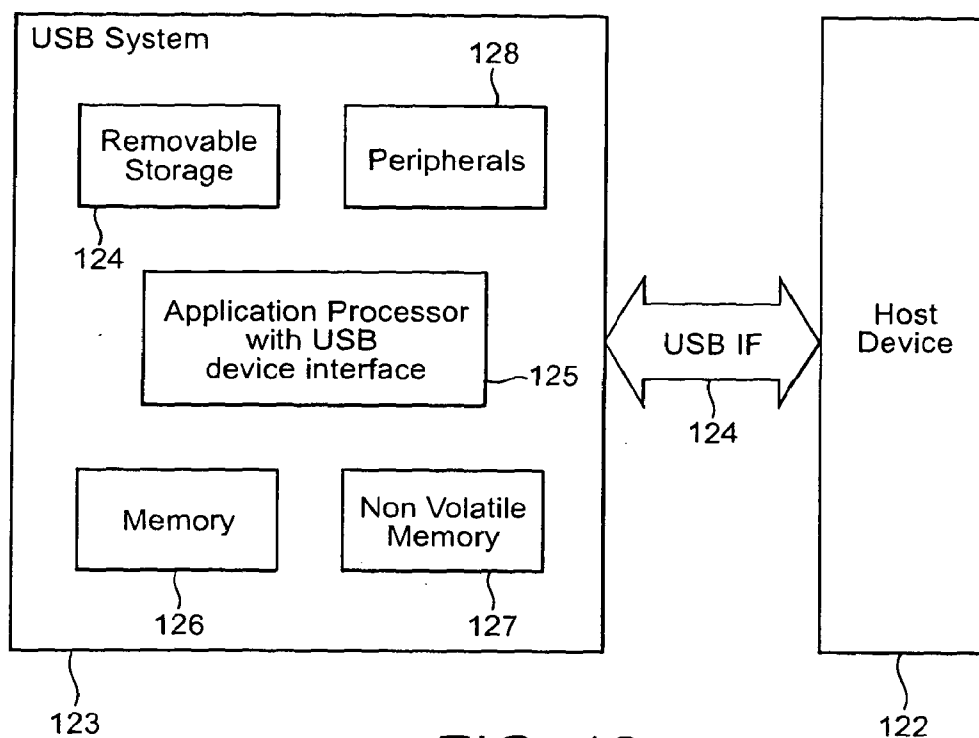 USB System
128
Removable
Storage
Peripherals
124
Application Processor
with USB
device interface
125
USB IF
124
Host
Device
Memory
Non Volatile
Memory
126
127
123
122